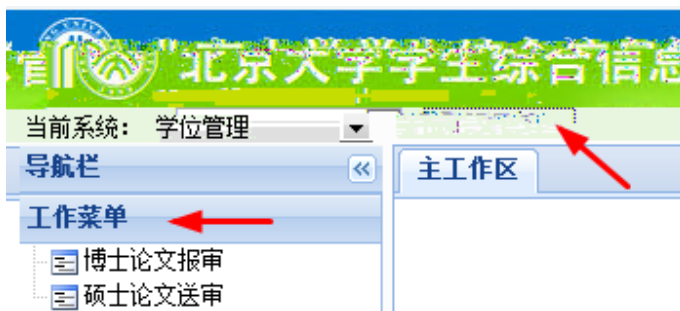 北京大学学生综合信息
当前系统: 学位管理
导航栏 主工作区
工作菜单
博士论文报审
硕士论文送审